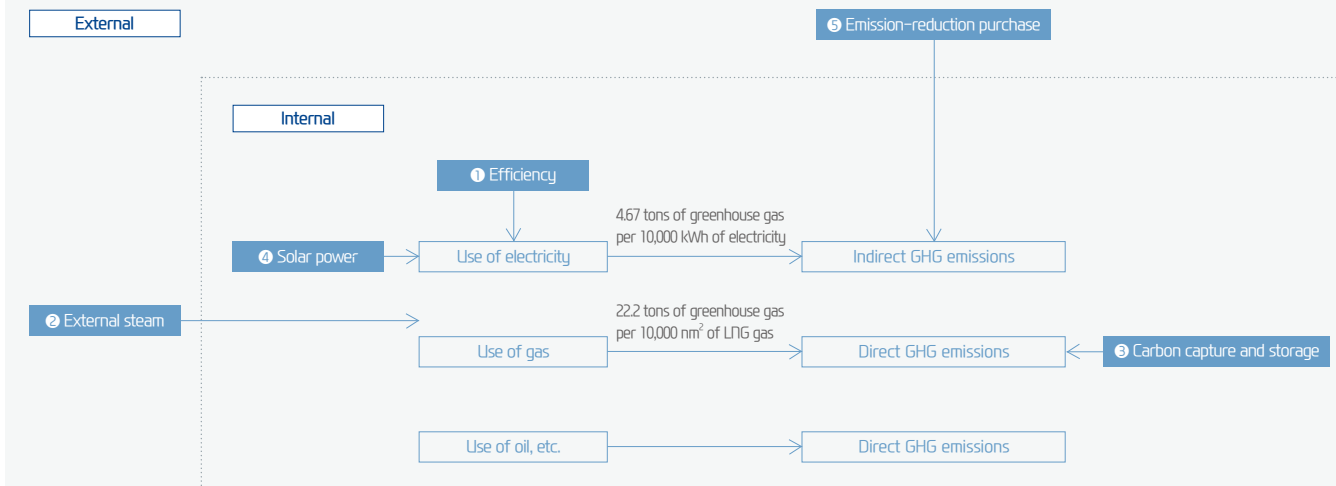 External
❺ Emission-reduction purchase
Internal
❶ Efficiency
4.67 tons of greenhouse gas
per 10,000 kWh of electricity
❹ Solar power
Use of electricity
Indirect GHG emissions
❷ External steam
22.2 tons of greenhouse gas
per 10,000 nm² of LNG gas
Use of gas
Direct GHG emissions
❸ Carbon capture and storage
Use of oil, etc.
Direct GHG emissions